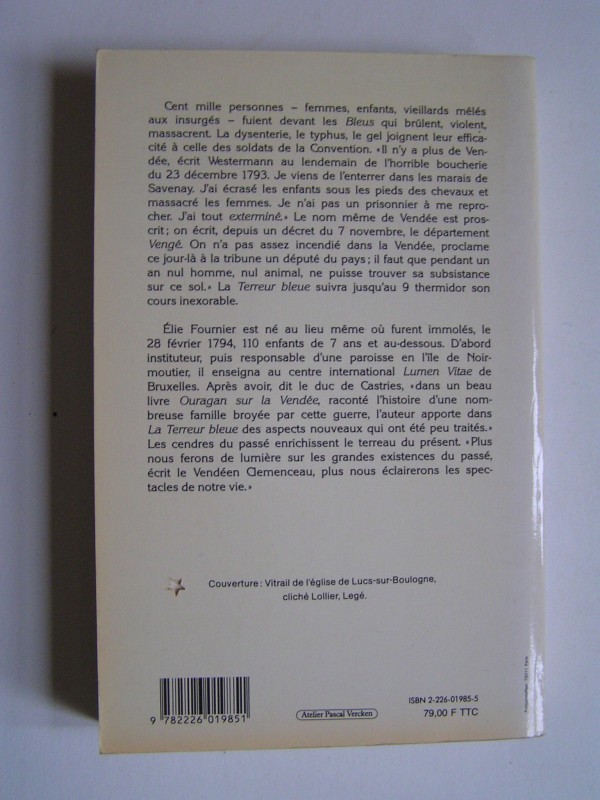 Cent mille personnes – femmes, enfants, vieillards mêlés
aux insurgés – fuient devant les Bleus qui brûlent, violent,
massacrent. La dysenterie, le typhus, le gel joignent leur effica-
cité à celle des soldats de la Convention. «Il n'y a plus de Ven-
dée, écrit Westermann au lendemain de l'horrible boucherie
du 23 décembre 1793. Je viens de l'enterrer dans les marais de
Savenay. J'ai écrasé les enfants sous les pieds des chevaux et
massacré les femmes. Je n'ai pas un prisonnier à me repro-
cher. J'ai tout exterminé.» Le nom même de Vendée est pros-
crit ; on écrit, depuis un décret du 7 novembre, le département
Vengé. On n'a pas assez incendié dans la Vendée, proclame
ce jour-là à la tribune un député du pays ; il faut que pendant un
an nul homme, nul animal, ne puisse trouver sa subsistance
sur ce sol.» La Terreur bleue suivra jusqu'au 9 thermidor son
cours inexorable.
Élie Fournier est né au lieu même où furent immolés, le
28 février 1794, 110 enfants de 7 ans et au-dessous. D'abord
instituteur, puis responsable d'une paroisse en l'île de Noir-
moutier, il enseigna au centre international Lumen Vitae de
Bruxelles. Après avoir, dit le duc de Castries, «dans un beau
livre Ouragan sur la Vendée, raconté l'histoire d'une nom-
breuse famille broyée par cette guerre, l'auteur apporte dans
La Terreur bleue des aspects nouveaux qui ont été peu traités.»
Les cendres du passé enrichissent le terreau du présent. «Plus
nous ferons de lumière sur les grandes existences du passé,
écrit le Vendéen Clemenceau, plus nous éclairerons les spec-
tacles de notre vie.»
Couverture : Vitrail de l'église de Lucs-sur-Boulogne,
cliché Lollier, Legé.
9 782226 019851
Atelier Pascal Vercken
ISBN 2-226-01985-5
79,00 F TTC